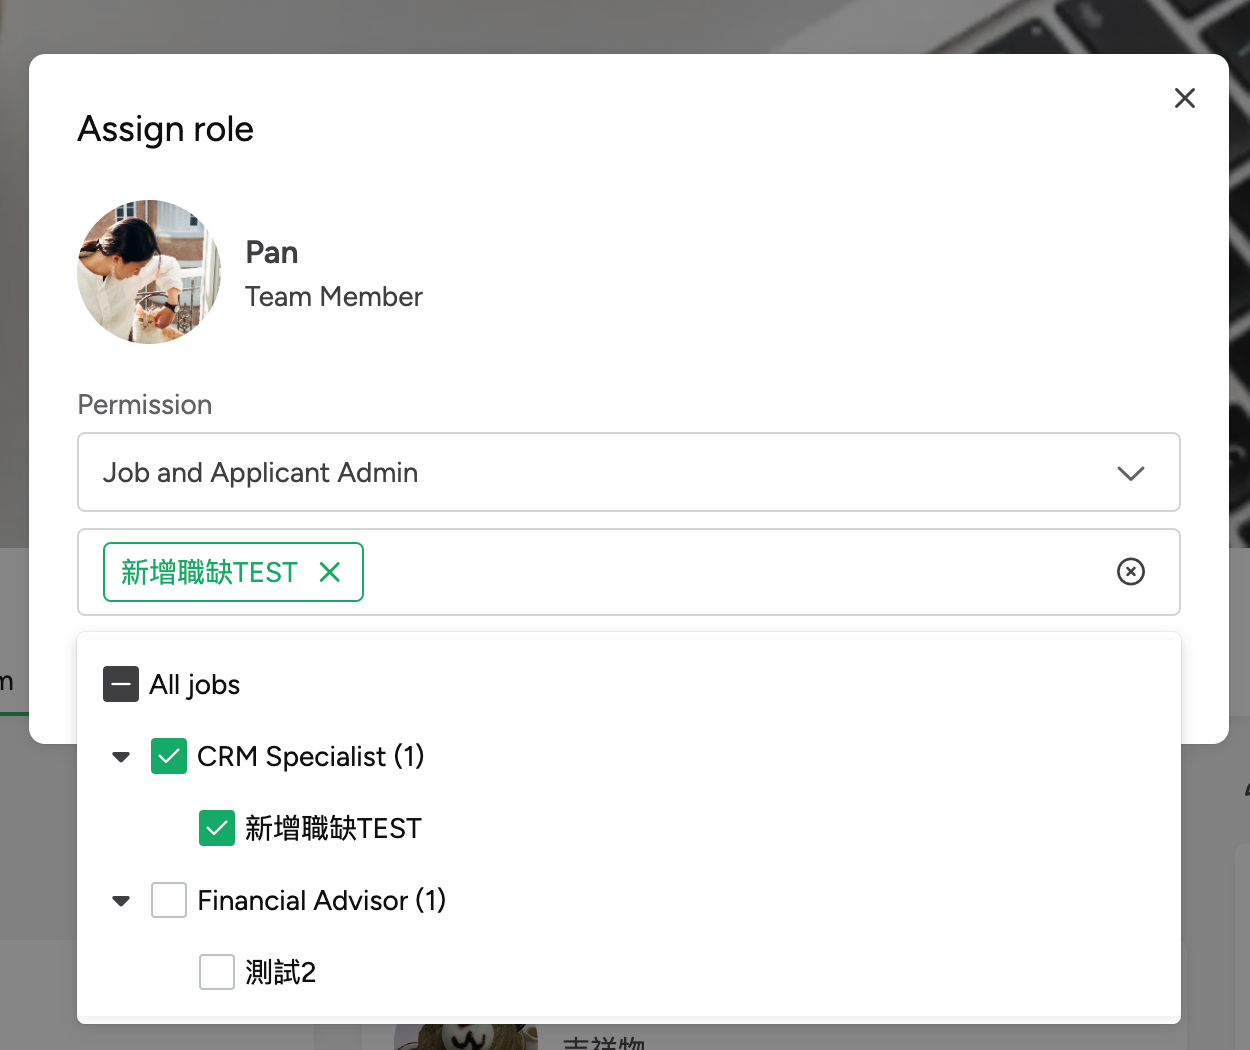 Assign role
Pan
Team Member
Permission
Job and Applicant Admin
新增職缺TEST
All jobs
CRM Specialist (1)
新增職缺TEST
Financial Advisor (1)
測試2
吉祥物